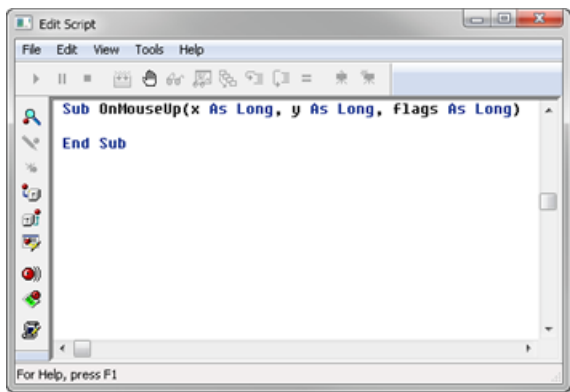 Edit Script
File Edit View Tools Help
Sub OnMouseUp(x As Long, y As Long, flags As Long)
End Sub
For Help, press F1